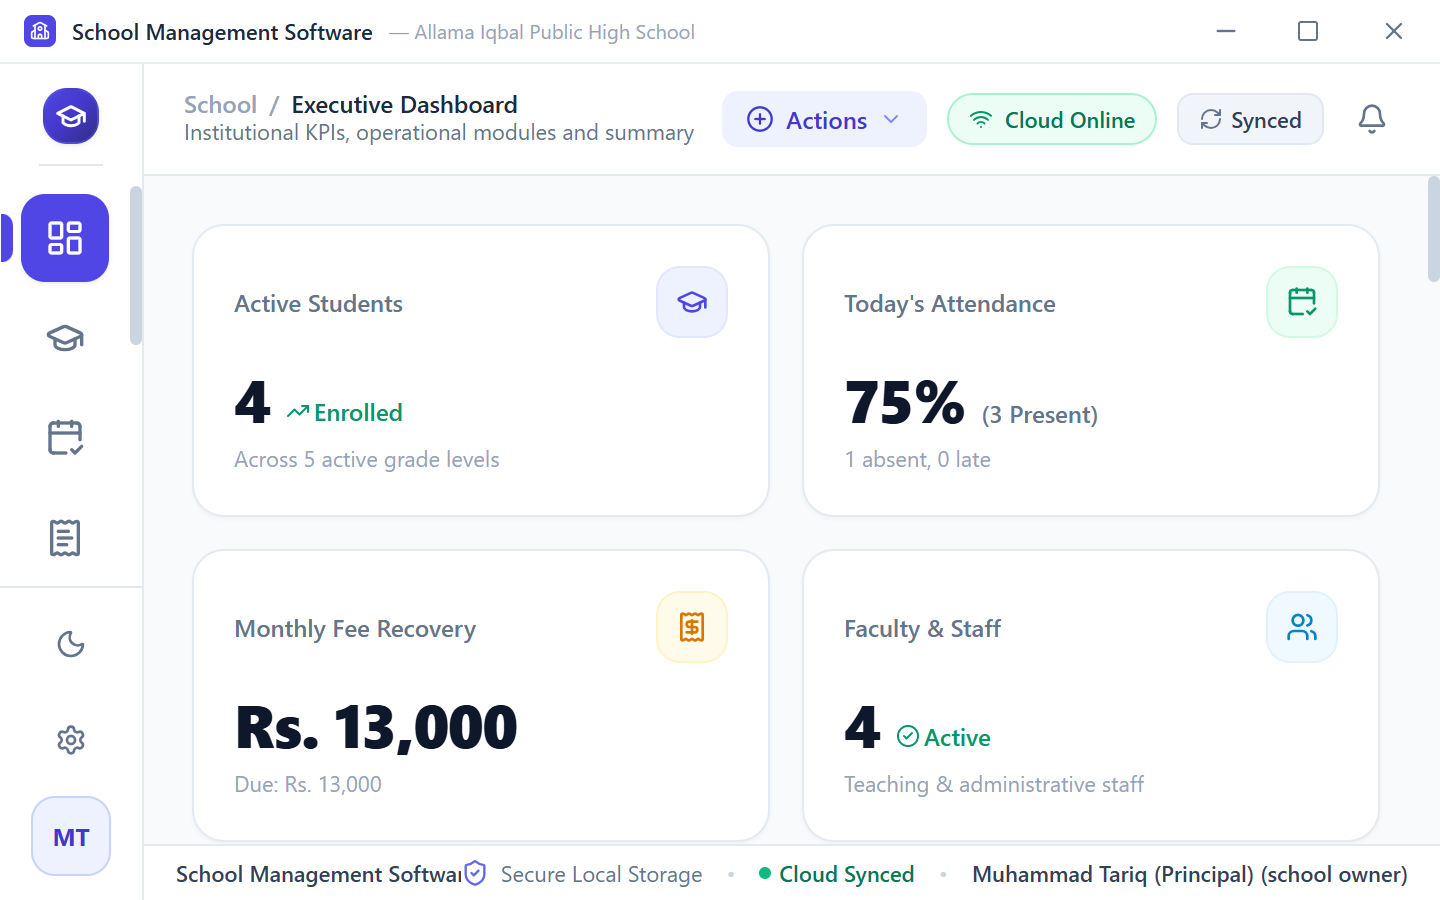 School Management Software — Allama Iqbal Public High School
School / Executive Dashboard
Institutional KPIs, operational modules and summary
Actions
Cloud Online
Synced
Active Students
4 Enrolled
Across 5 active grade levels
Today's Attendance
75% (3 Present)
1 absent, 0 late
Monthly Fee Recovery
Rs. 13,000
Due: Rs. 13,000
Faculty & Staff
4 Active
Teaching & administrative staff
MT
School Management Softwar Secure Local Storage • Cloud Synced • Muhammad Tariq (Principal) (school owner)